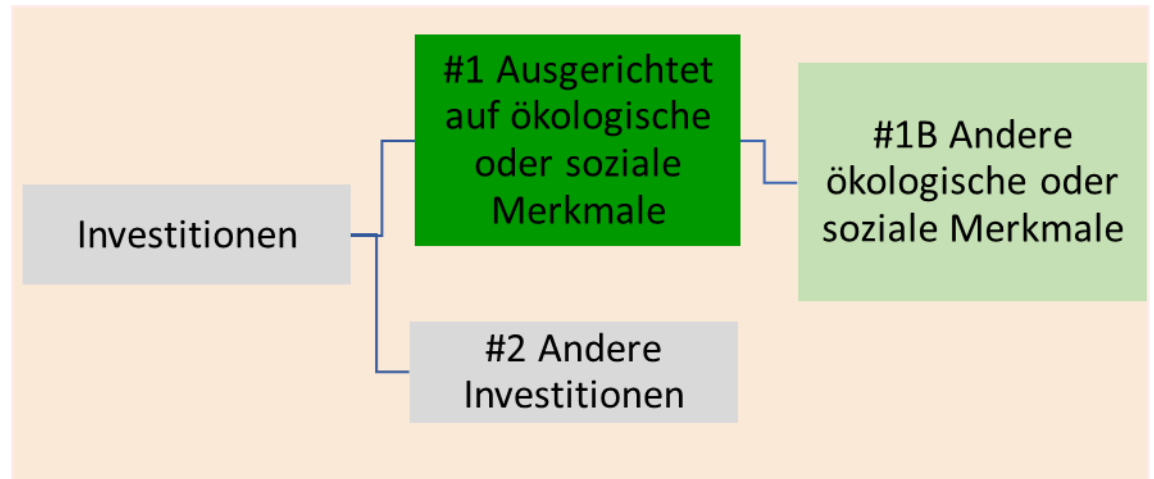 #1 Ausgerichtet
auf ökologische
oder soziale
Merkmale
#1B Andere
ökologische oder
soziale Merkmale
Investitionen
#2 Andere
Investitionen